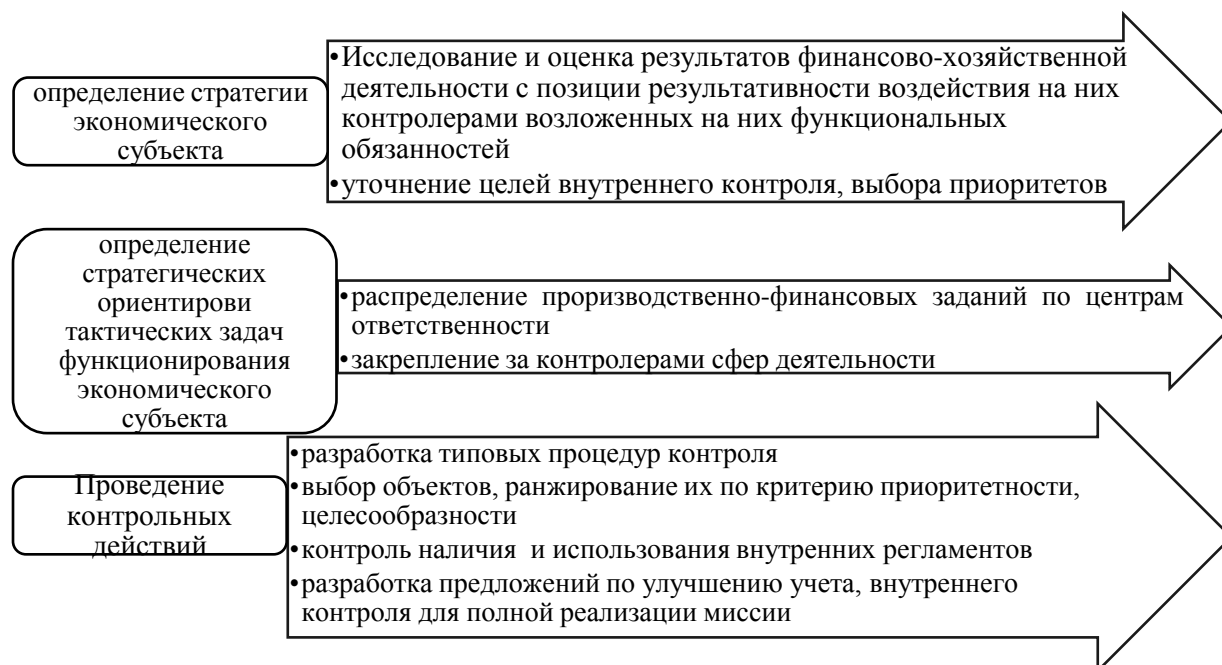 определение стратегии
экономического
субъекта
•Исследование и оценка результатов финансово-хозяйственной
деятельности с позиции результативности воздействия на них
контролерами возложенных на них функциональных
обязанностей
•уточнение целей внутреннего контроля, выбора приоритетов
определение
стратегических
ориентирови
тактических задач
функционирования
экономического
субъекта
•распределение проризводственно-финансовых заданий по центрам
ответственности
•закрепление за контролерами сфер деятельности
Проведение
контрольных
действий
•разработка типовых процедур контроля
•выбор объектов, ранжирование их по критерию приоритетности,
целесообразности
•контроль наличия и использования внутренних регламентов
•разработка предложений по улучшению учета, внутреннего
контроля для полной реализации миссии